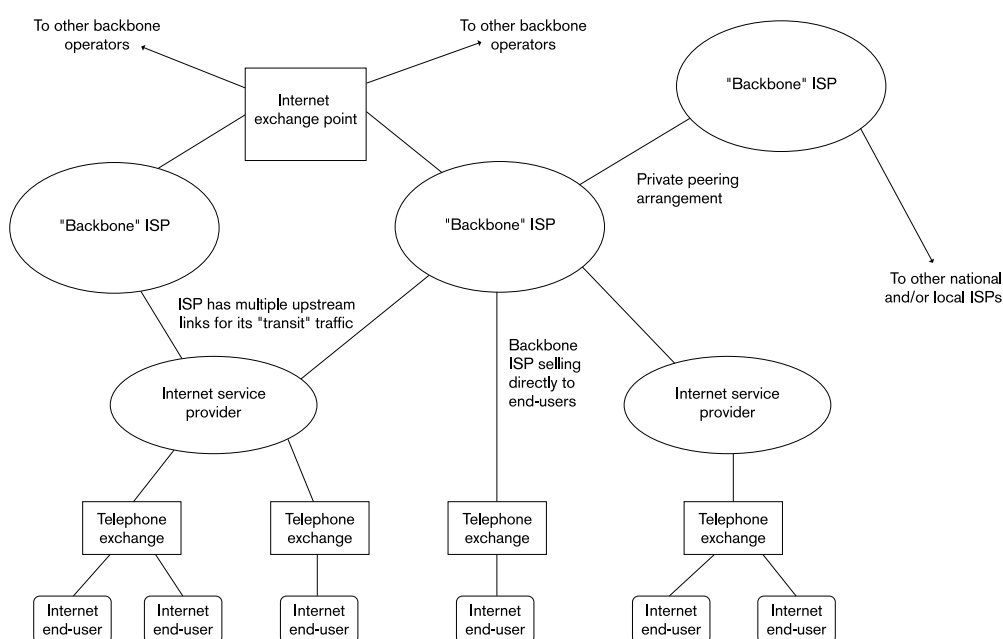 To other backbone
operators
To other backbone
operators
Internet
exchange point
"Backbone" ISP
"Backbone" ISP
"Backbone" ISP
Private peering
arrangement
To other national
and/or local ISPs
ISP has multiple upstream
links for its "transit" traffic
Backbone
ISP selling
directly to
end-users
Internet service
provider
Internet service
provider
Telephone
exchange
Telephone
exchange
Telephone
exchange
Telephone
exchange
Internet
end-user
Internet
end-user
Internet
end-user
Internet
end-user
Internet
end-user
Internet
end-user